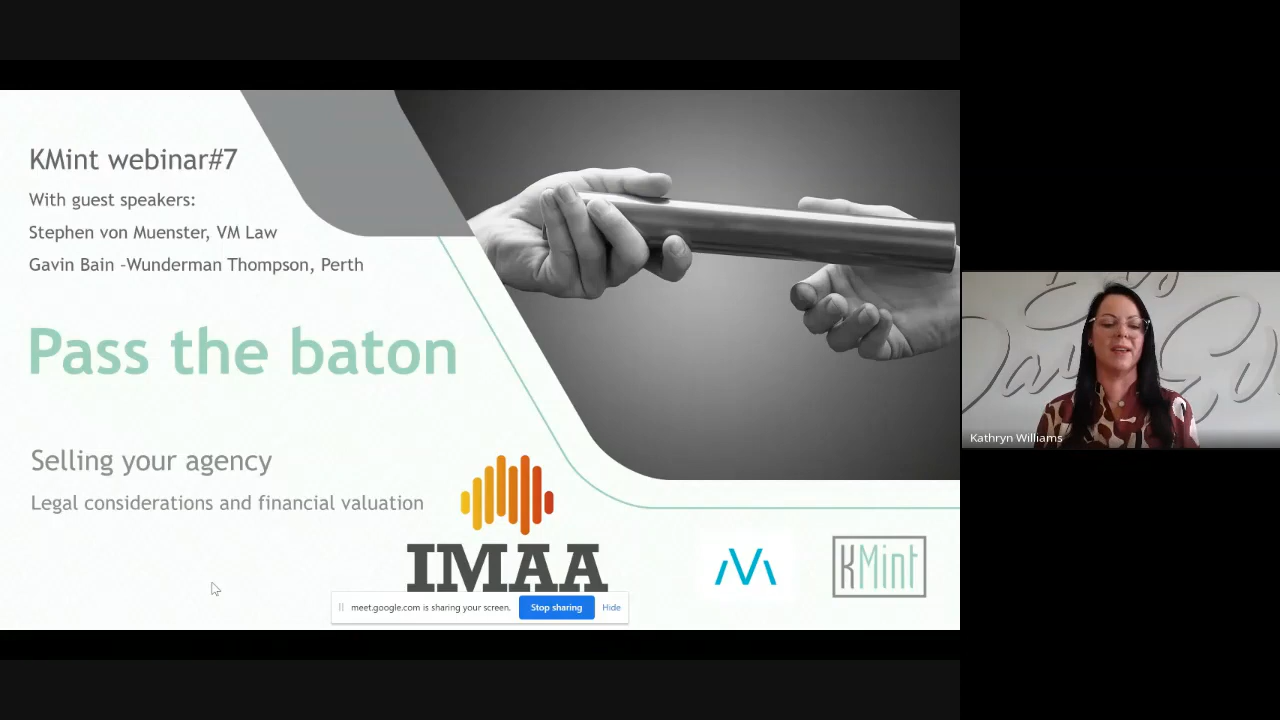 KMint webinar#7
With guest speakers:
Stephen von Muenster, VM Law
Gavin Bain -Wunderman Thompson, Perth
Pass the baton
Selling your agency
Legal considerations and financial valuation
IMAA
KMint
meet.google.com is sharing your screen.
Stop sharing
Hide
Kathryn Williams